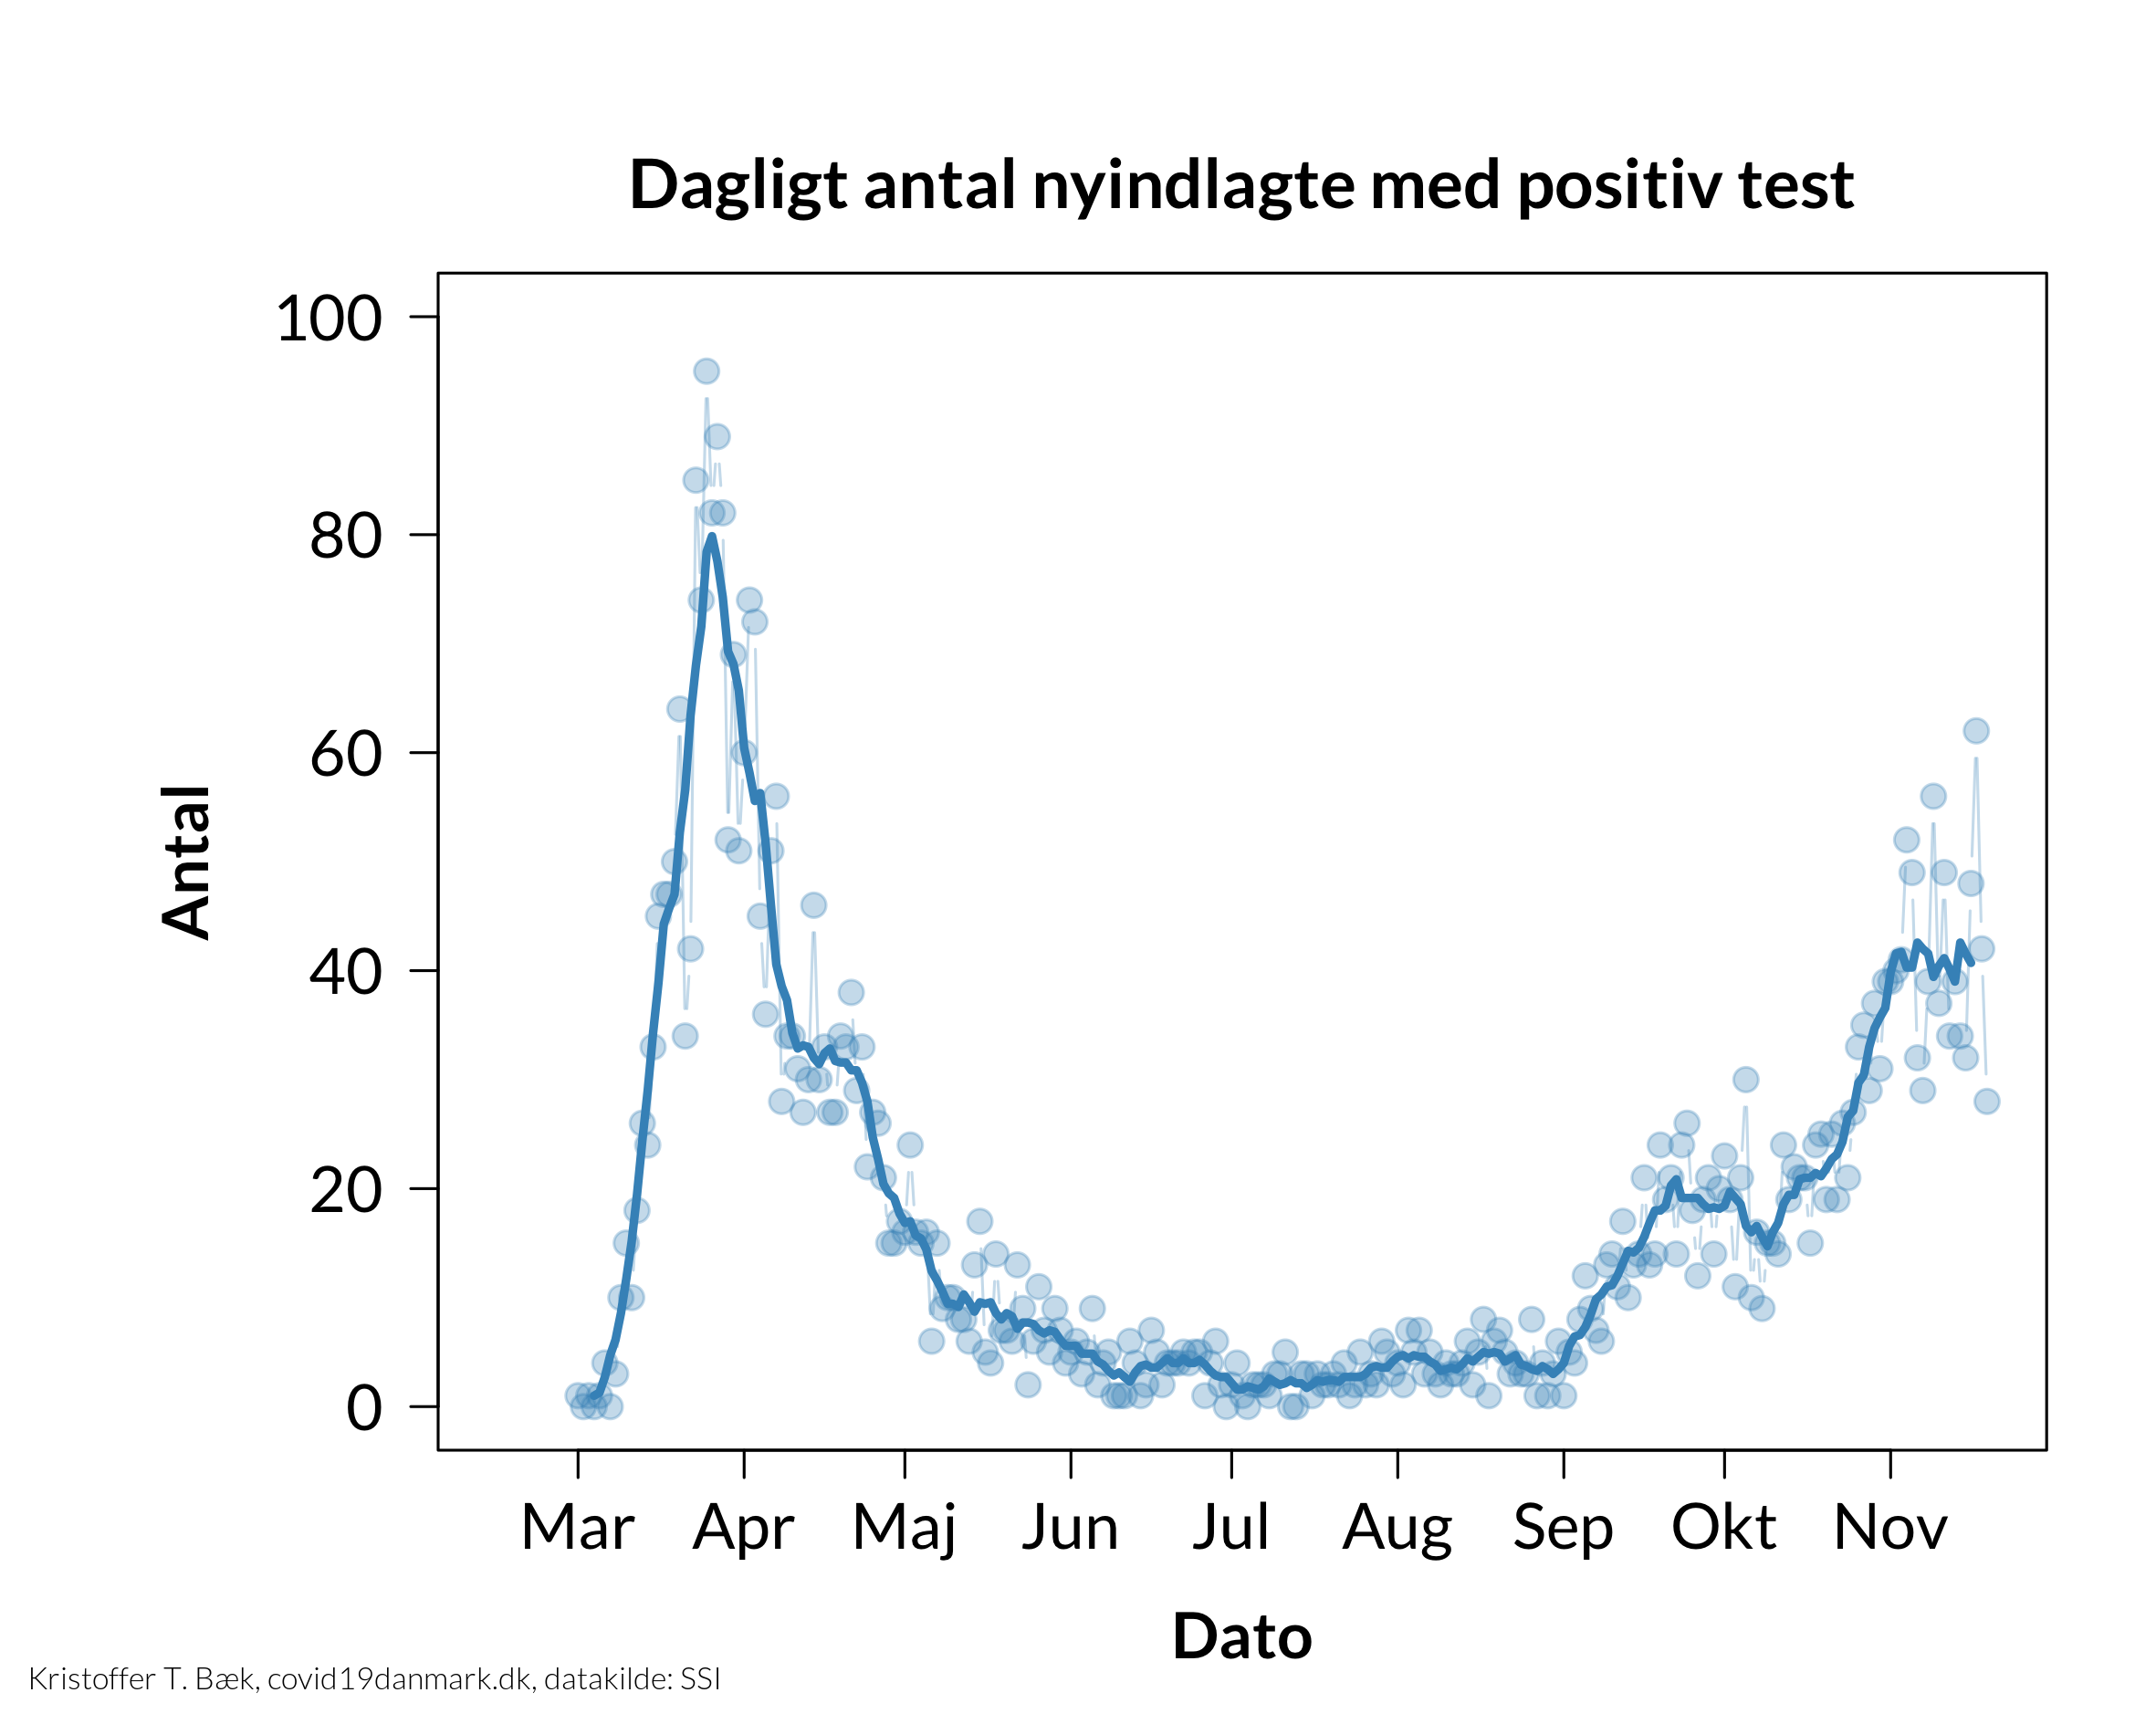 Dagligt antal nyindlagte med positiv test
100
80
60
40
20
0
Antal
Mar Apr Maj Jun Jul Aug Sep Okt Nov
Dato
Kristoffer T. Bæk, covid19danmark.dk, datakilde: SSI